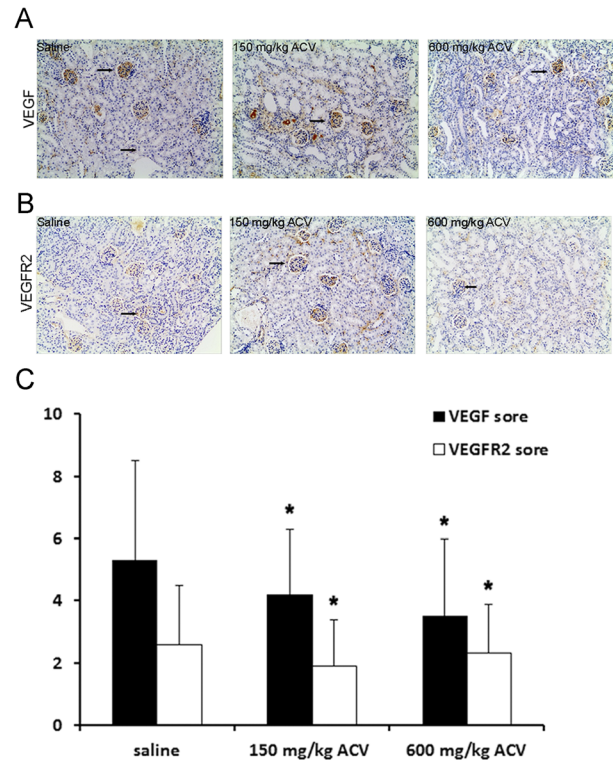 A
VEGF
Saline
150 mg/kg ACV
600 mg/kg ACV
B
VEGFR2
Saline
150 mg/kg ACV
600 mg/kg ACV
C
10
8
6
4
2
0
VEGF sore
VEGFR2 sore
*
*
*
*
saline
150 mg/kg ACV
600 mg/kg ACV